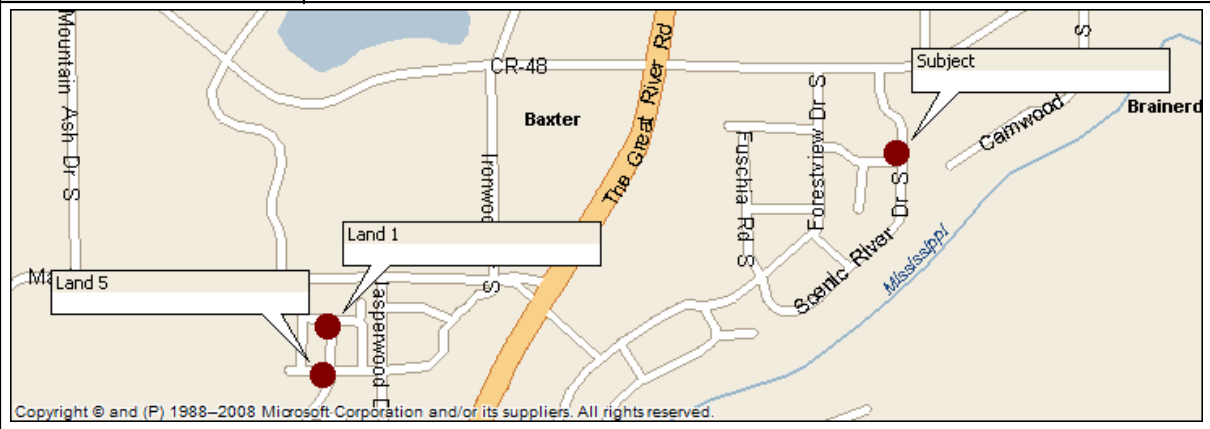 Mountain Ash Dr S
CR-48
Baxter
The Great River Rd
Ironwoo
S
Fuschia Rd S
Forestview Dr S
Scenic River Dr S
Camwood
S
Brainerd
Mississippi
Subject
Land 1
Land 5
Ma
Jasperwood D
Copyright © and (P) 1988–2008 Microsoft Corporation and/or its suppliers. All rights reserved.